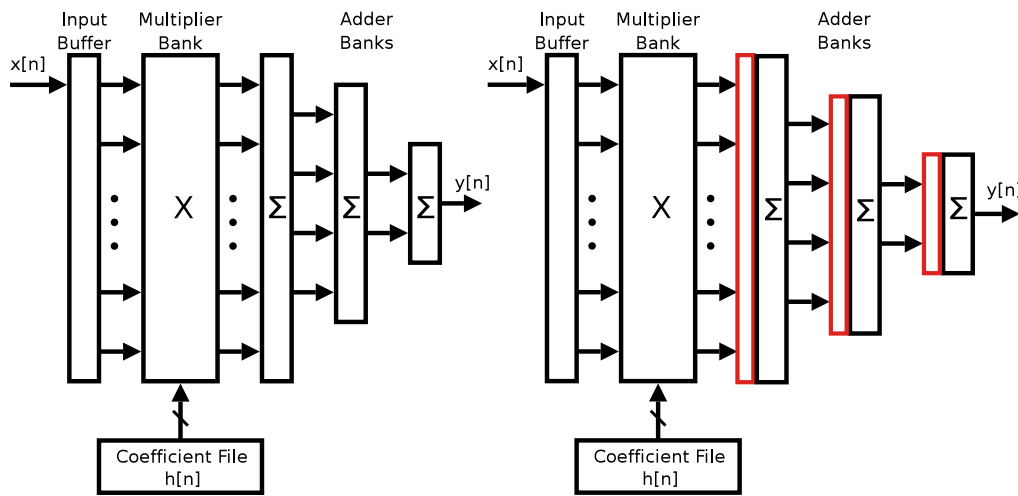 Input
Buffer
Multiplier
Bank
Adder
Banks
x[n]
X
Σ
Σ
Σ
y[n]
Coefficient File
h[n]
Input
Buffer
Multiplier
Bank
Adder
Banks
x[n]
X
Σ
Σ
Σ
y[n]
Coefficient File
h[n]